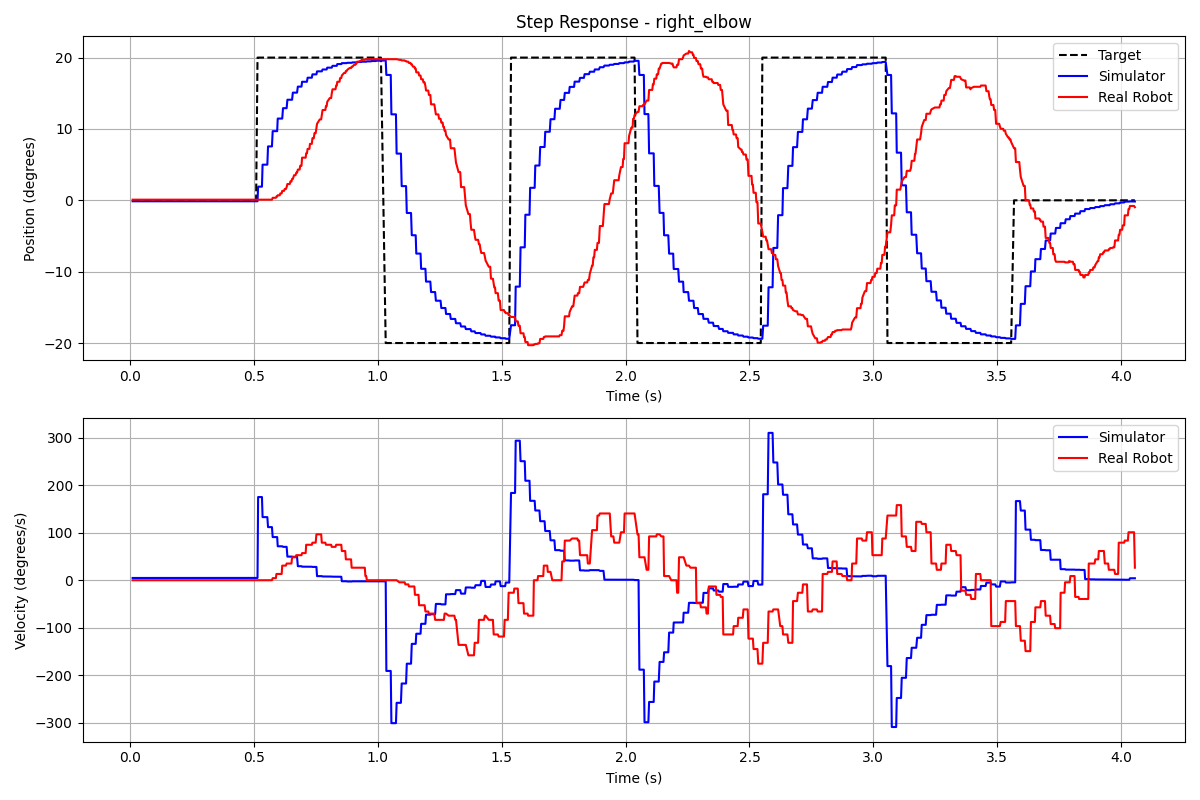 Step Response - right_elbow
Position (degrees)
20
10
0
−10
−20
Target
Simulator
Real Robot
0.0 0.5 1.0 1.5 2.0 2.5 3.0 3.5 4.0
Time (s)
Velocity (degrees/s)
300
200
100
0
−100
−200
−300
Simulator
Real Robot
0.0 0.5 1.0 1.5 2.0 2.5 3.0 3.5 4.0
Time (s)